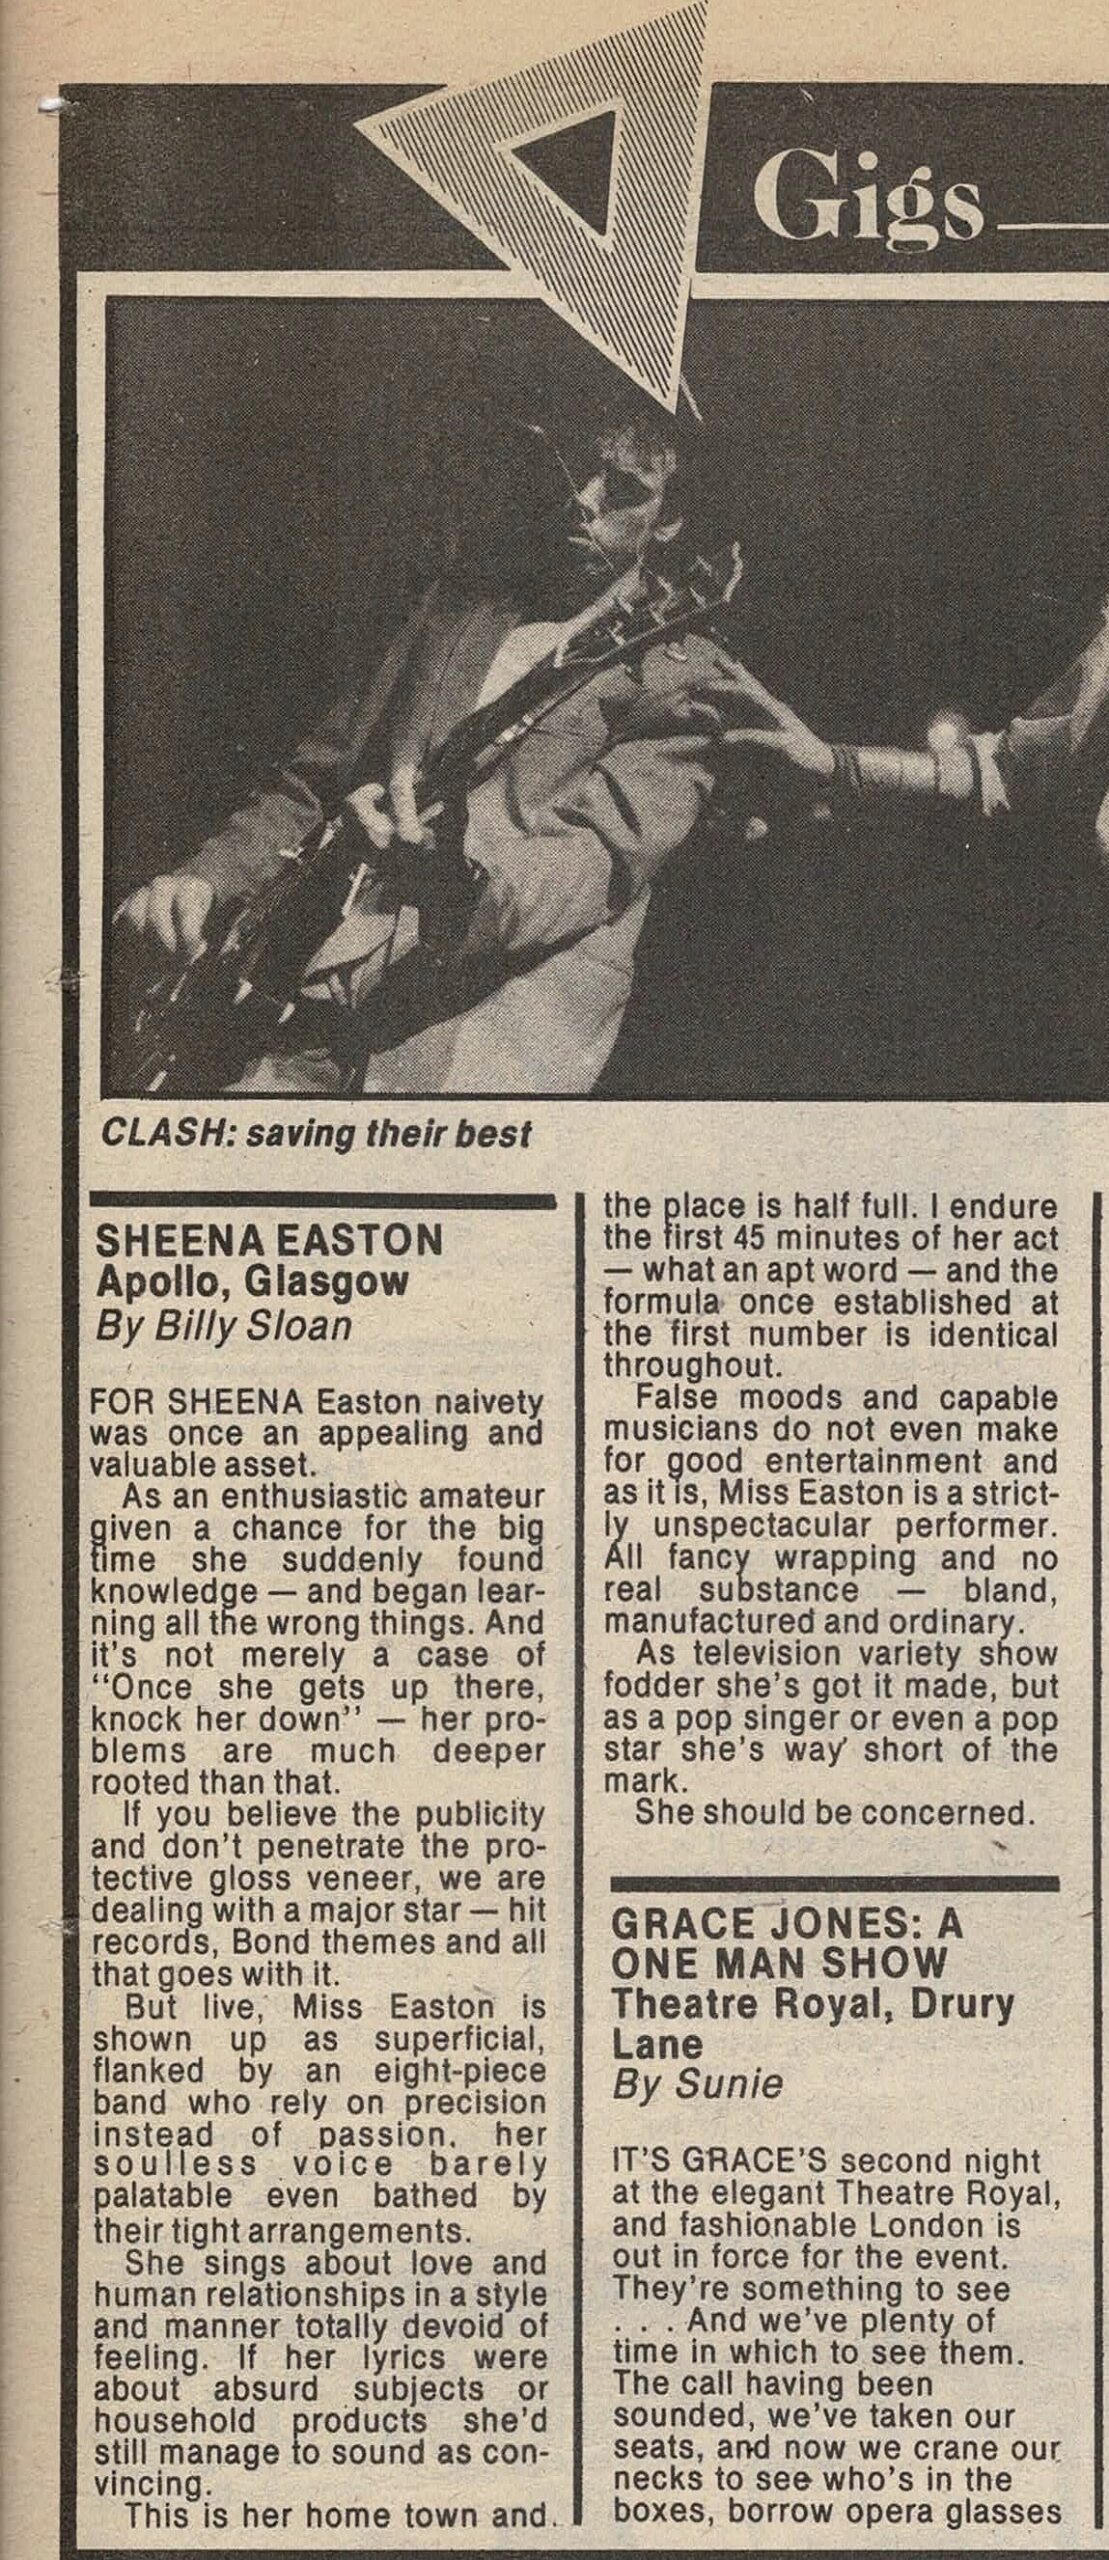 Gigs
CLASH: saving their best
SHEENA EASTON
Apollo, Glasgow
By Billy Sloan
FOR SHEENA Easton naivety
was once an appealing and
valuable asset.
As an enthusiastic amateur
given a chance for the big
time she suddenly found
knowledge — and began lear-
ning all the wrong things. And
it's not merely a case of
"Once she gets up there,
knock her down" — her pro-
blems are much deeper
rooted than that.
If you believe the publicity
and don't penetrate the pro-
tective gloss veneer, we are
dealing with a major star — hit
records, Bond themes and all
that goes with it.
But live, Miss Easton is
shown up as superficial,
flanked by an eight-piece
band who rely on precision
instead of passion, her
soulless voice barely
palatable even bathed by
their tight arrangements.
She sings about love and
human relationships in a style
and manner totally devoid of
feeling. If her lyrics were
about absurd subjects or
household products she'd
still manage to sound as con-
vincing.
This is her home town and
the place is half full. I endure
the first 45 minutes of her act
— what an apt word — and the
formula once established at
the first number is identical
throughout.
False moods and capable
musicians do not even make
for good entertainment and
as it is, Miss Easton is a strict-
ly unspectacular performer.
All fancy wrapping and no
real substance — bland,
manufactured and ordinary.
As television variety show
fodder she's got it made, but
as a pop singer or even a pop
star she's way short of the
mark.
She should be concerned.
GRACE JONES: A
ONE MAN SHOW
Theatre Royal, Drury
Lane
By Sunie
IT'S GRACE'S second night
at the elegant Theatre Royal,
and fashionable London is
out in force for the event.
They're something to see
. . . And we've plenty of
time in which to see them.
The call having been
sounded, we've taken our
seats, and now we crane our
necks to see who's in the
boxes, borrow opera glasses